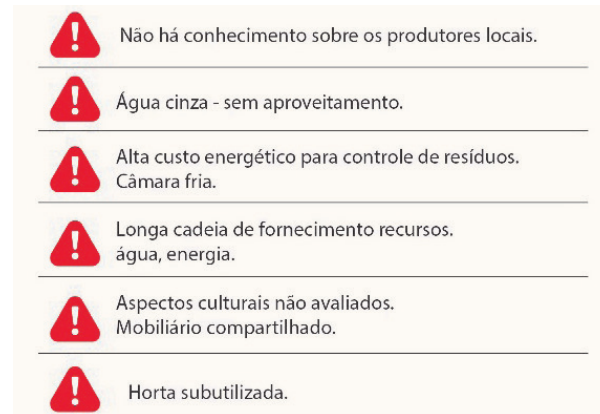 Não há conhecimento sobre os produtores locais.
Água cinza - sem aproveitamento.
Alta custo energético para controle de resíduos.
Câmara fria.
Longa cadeia de fornecimento recursos.
água, energia.
Aspectos culturais não avaliados.
Mobiliário compartilhado.
Horta subutilizada.